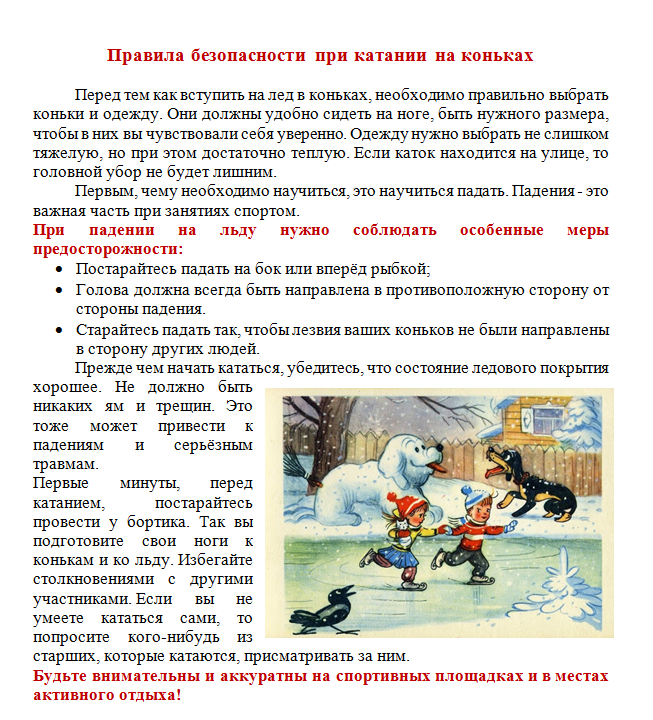 Правила безопасности при катании на коньках
Перед тем как вступить на лед в коньках, необходимо правильно выбрать
коньки и одежду. Они должны удобно сидеть на ноге, быть нужного размера,
чтобы в них вы чувствовали себя уверенно. Одежду нужно выбрать не слишком
тяжелую, но при этом достаточно теплую. Если каток находится на улице, то
головной убор не будет лишним.
Первым, чему необходимо научиться, это научиться падать. Падения - это
важная часть при занятиях спортом.
При падении на льду нужно соблюдать особенные меры
предосторожности:
• Постарайтесь падать на бок или вперёд рыбкой;
• Голова должна всегда быть направлена в противоположную сторону от
стороны падения.
• Старайтесь падать так, чтобы лезвия ваших коньков не были направлены
в сторону других людей.
Прежде чем начать кататься, убедитесь, что состояние ледового покрытия
хорошее. Не должно быть
никаких ям и трещин. Это
тоже может привести к
падениям и серьёзным
травмам.
Первые минуты, перед
катанием, постарайтесь
провести у бортика. Так вы
подготовите свои ноги к
конькам и ко льду. Избегайте
столкновениями с другими
участниками. Если вы не
умеете кататься сами, то
попросите кого-нибудь из
старших, которые катаются, присматривать за ним.
Будьте внимательны и аккуратны на спортивных площадках и в местах
активного отдыха!